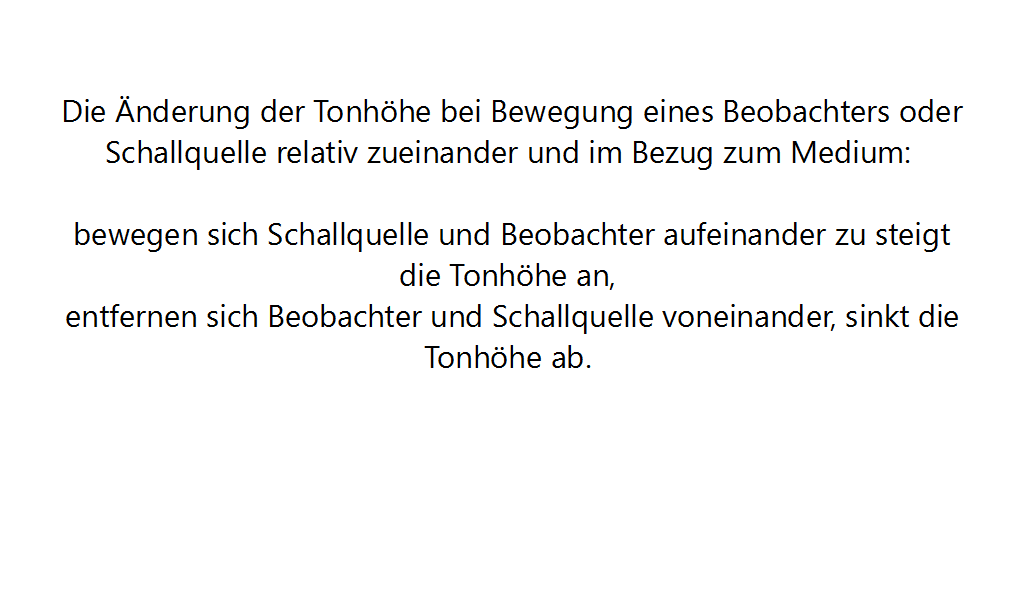 Die Änderung der Tonhöhe bei Bewegung eines Beobachters oder
Schallquelle relativ zueinander und im Bezug zum Medium:
bewegen sich Schallquelle und Beobachter aufeinander zu steigt
die Tonhöhe an,
entfernen sich Beobachter und Schallquelle voneinander, sinkt die
Tonhöhe ab.